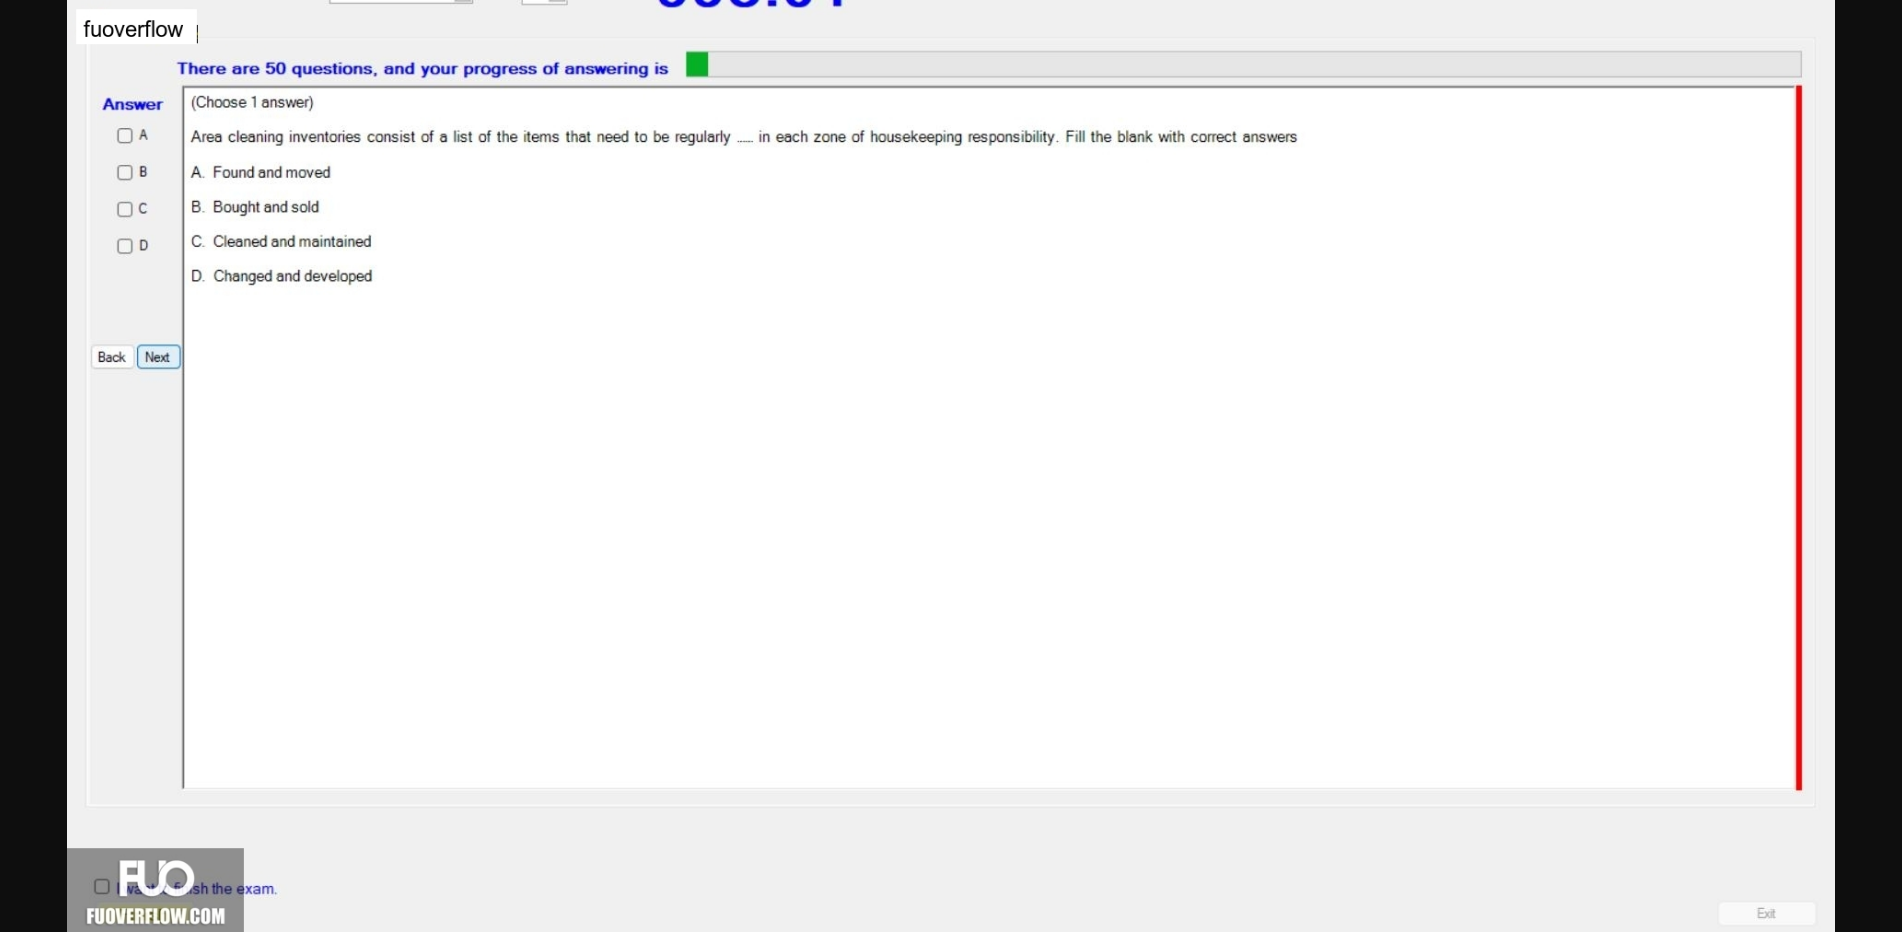 fuoverflow
There are 50 questions, and your progress of answering is
Answer
(Choose 1 answer)
A
Area cleaning inventories consist of a list of the items that need to be regularly ..... in each zone of housekeeping responsibility. Fill the blank with correct answers
B
A. Found and moved
C
B. Bought and sold
D
C. Cleaned and maintained
D. Changed and developed
Back Next
FUO
I want finish the exam.
FUOVERFLOW.COM
Exit